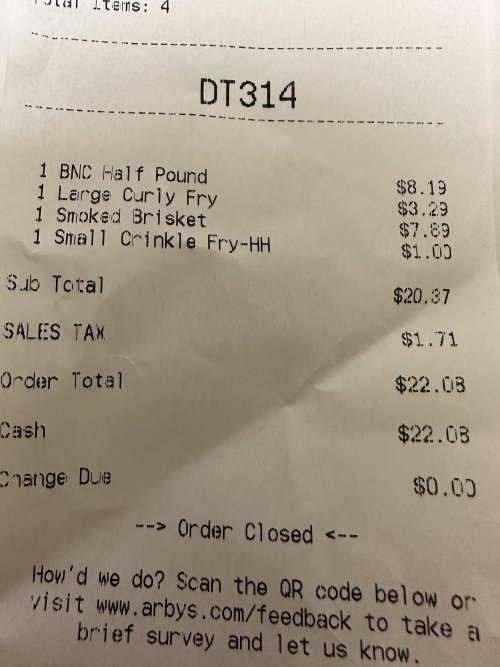 Total Items: 4
DT314
1 BNC Half Pound $8.19
1 Large Curly Fry $3.29
1 Smoked Brisket $7.89
1 Small Crinkle Fry-HH $1.00
Sub Total $20.37
SALES TAX $1.71
Order Total $22.08
Cash $22.08
Change Due $0.00
--> Order Closed <--
How'd we do? Scan the QR code below or
visit www.arbys.com/feedback to take a
brief survey and let us know.